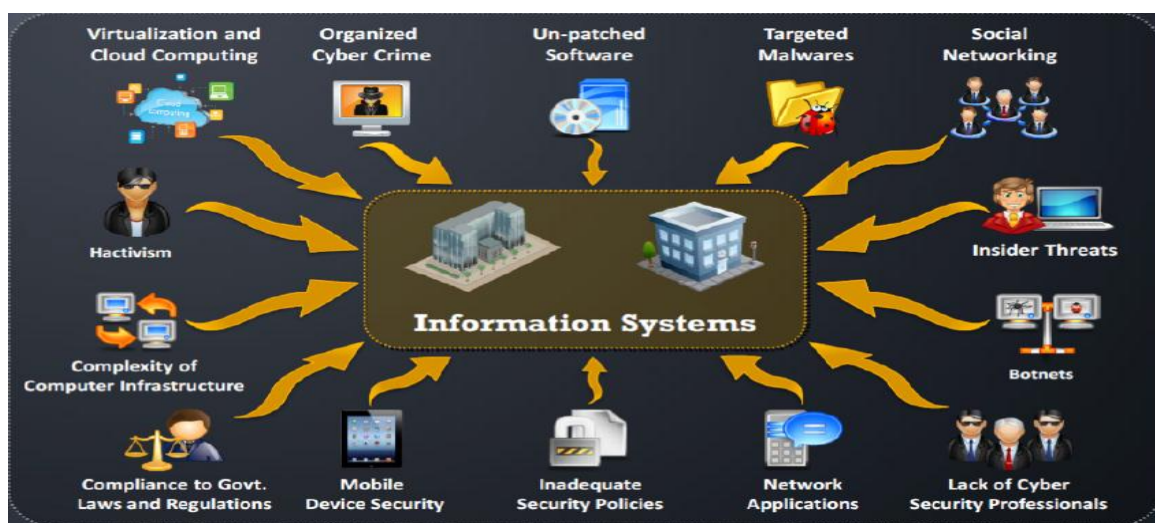 Virtualization and
Cloud Computing
Organized
Cyber Crime
Un-patched
Software
Targeted
Malwares
Social
Networking
Cloud
Computing
Hactivism
Insider Threats
Information Systems
Complexity of
Computer Infrastructure
Botnets
Compliance to Govt.
Laws and Regulations
Mobile
Device Security
Inadequate
Security Policies
Network
Applications
Lack of Cyber
Security Professionals